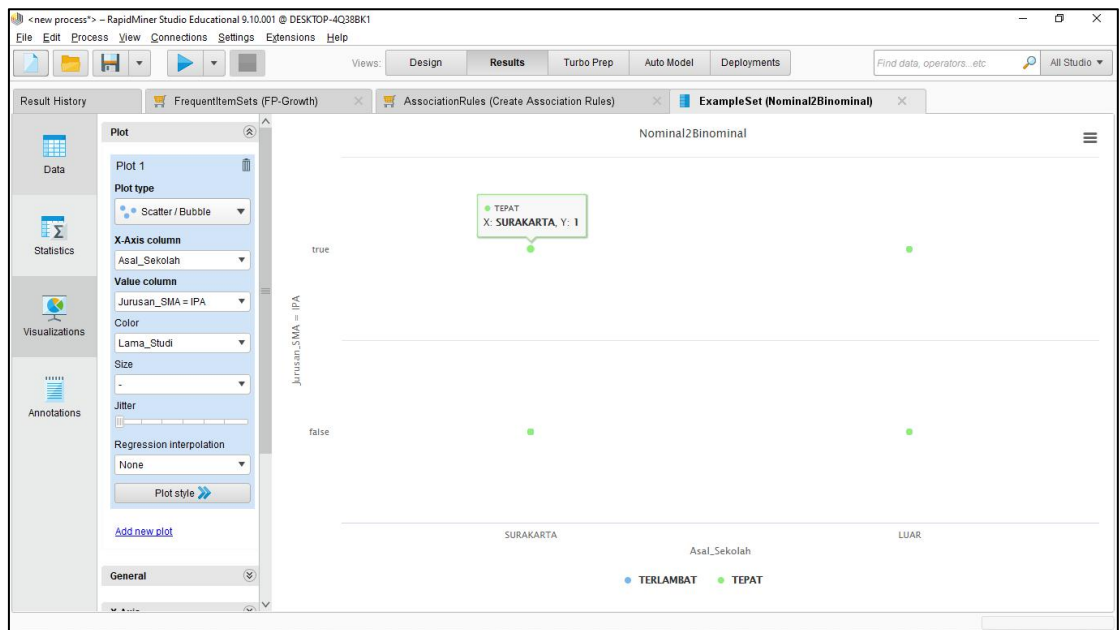 <new process*> – RapidMiner Studio Educational 9.10.001 @ DESKTOP-4Q38BK1
File Edit Process View Connections Settings Extensions Help
Views: Design Results Turbo Prep Auto Model Deployments Find data, operators...etc All Studio
Result History FrequentItemSets (FP-Growth) AssociationRules (Create Association Rules) ExampleSet (Nominal2Binominal)
Data
Statistics
Visualizations
Annotations
Plot
Plot 1
Plot type
Scatter / Bubble
X-Axis column
Asal_Sekolah
Value column
Jurusan_SMA = IPA
Color
Lama_Studi
Size
-
Jitter
Regression interpolation
None
Plot style
Add new plot
General
Nominal2Binominal
TEPAT
X: SURAKARTA, Y: 1
true
Jurusan_SMA = IPA
false
SURAKARTA LUAR
Asal_Sekolah
TERLAMBAT TEPAT